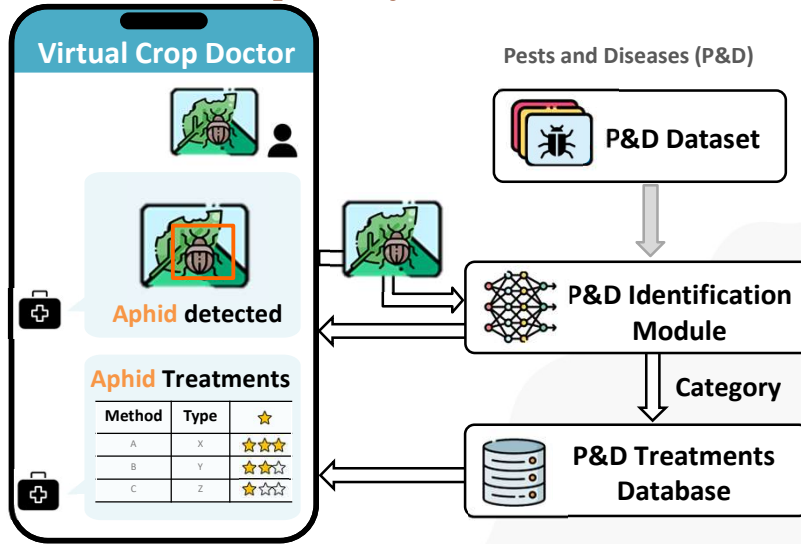 Virtual Crop Doctor
Pests and Diseases (P&D)
P&D Dataset
Aphid detected
P&D Identification
Module
Category
Aphid Treatments
Method Type
A X
B Y
C Z
P&D Treatments
Database